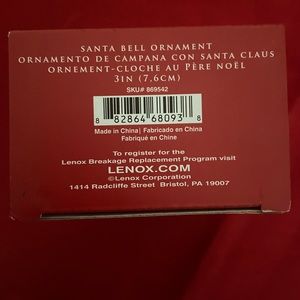 SANTA BELL ORNAMENT
ORNAMENTO DE CAMPANA CON SANTA CLAUS
ORNEMENT-CLOCHE AU PÈRE NOËL
3IN (7.6CM)
SKU# 869542
8 82864 68093 8
Made in China| Fabricado en China
Fabriqué en Chine
To register for the
Lenox Breakage Replacement Program visit
LENOX.COM
©Lenox Corporation
1414 Radcliffe Street Bristol, PA 19007